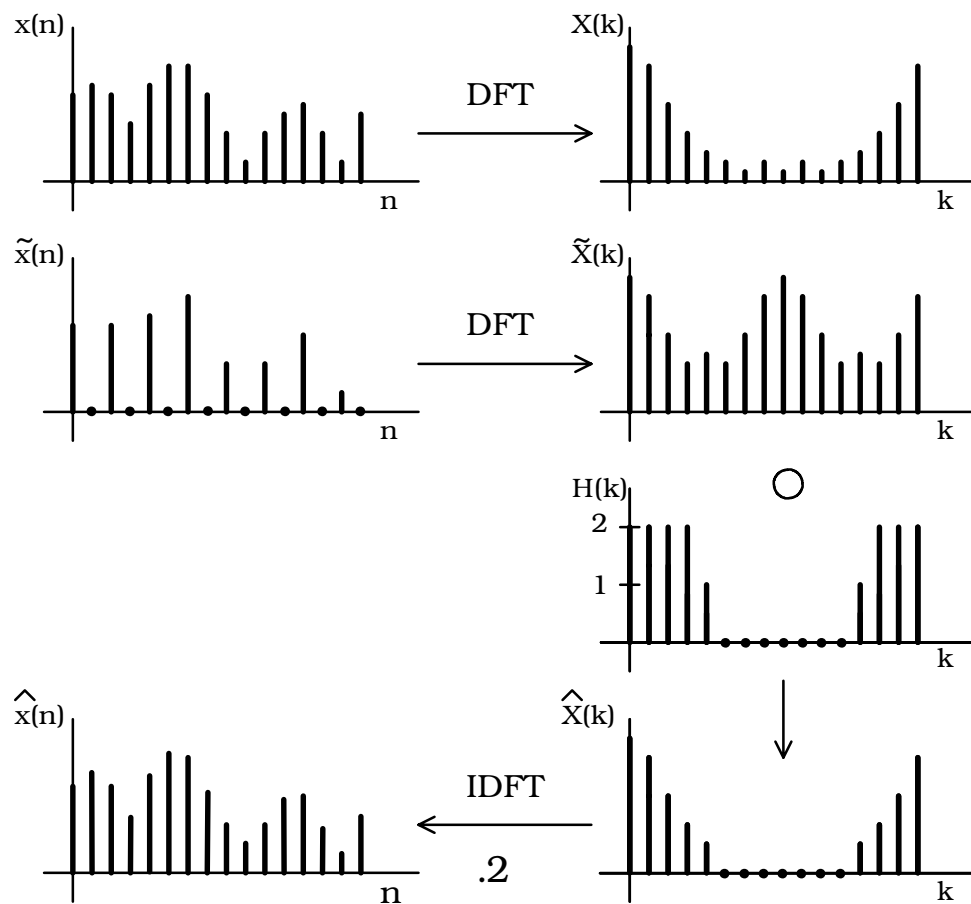 x(n)
X(k)
DFT
n
k
x̃(n)
X̃(k)
DFT
n
k
H(k)
2
1
k
x̂(n)
X̂(k)
IDFT
.2
n
k